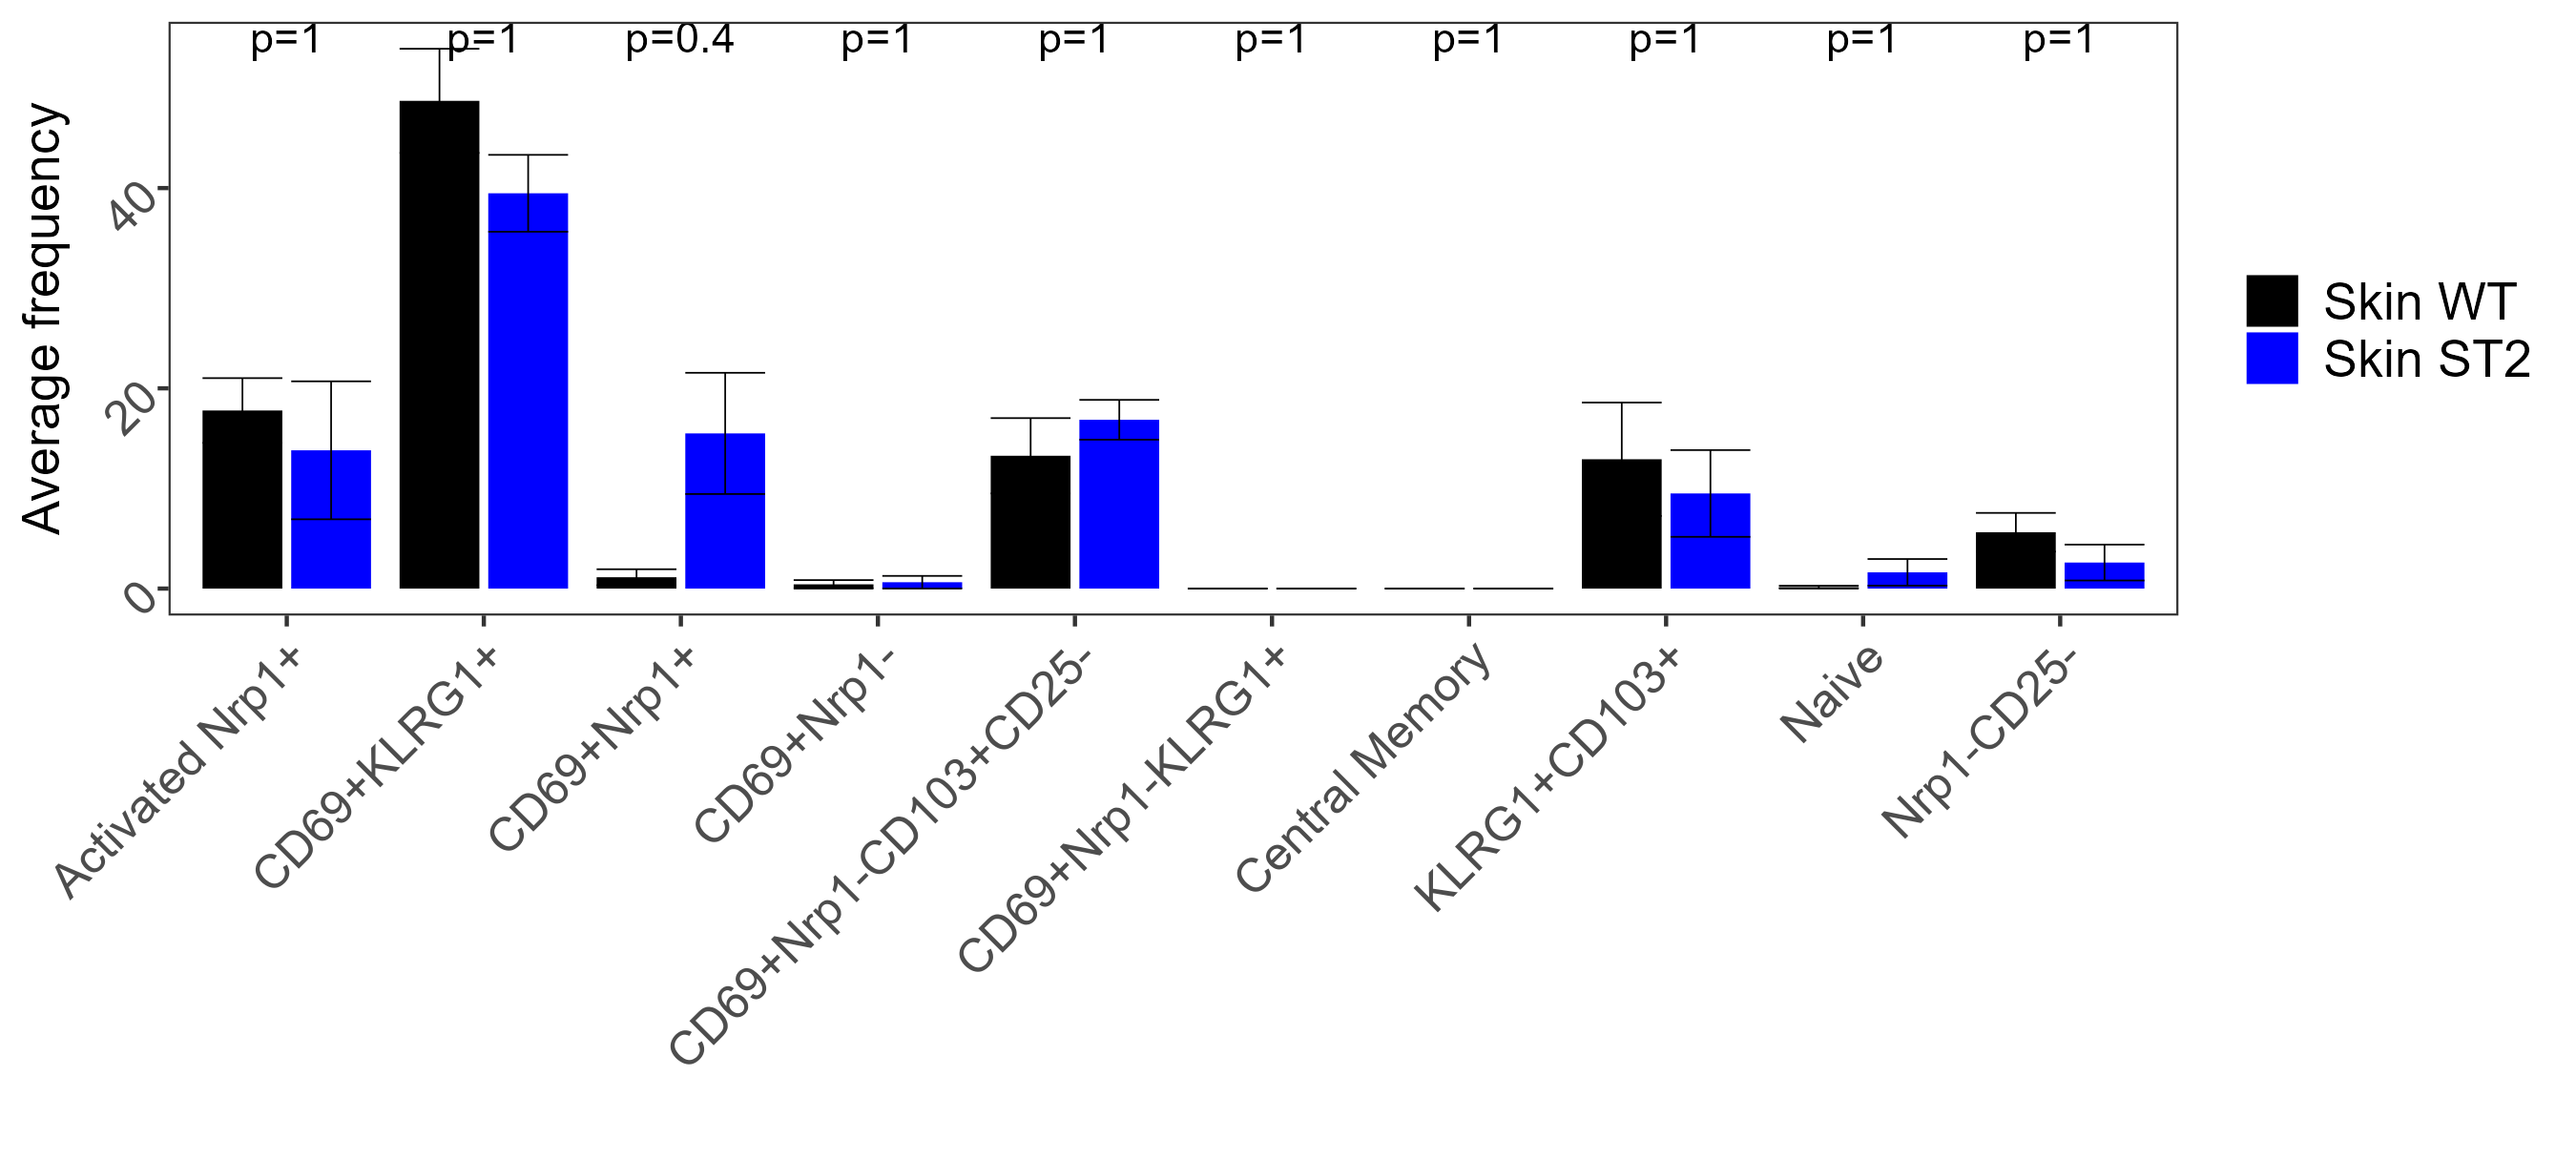 p=1 p=1 p=0.4 p=1 p=1 p=1 p=1 p=1 p=1 p=1
Average frequency
40
20
0
Skin WT
Skin ST2
Activated Nrp1+
CD69+KLRG1+
CD69+Nrp1+
CD69+Nrp1-
CD69+Nrp1-CD103+CD25-
CD69+Nrp1-KLRG1+
Central Memory
KLRG1+CD103+
Naive
Nrp1-CD25-